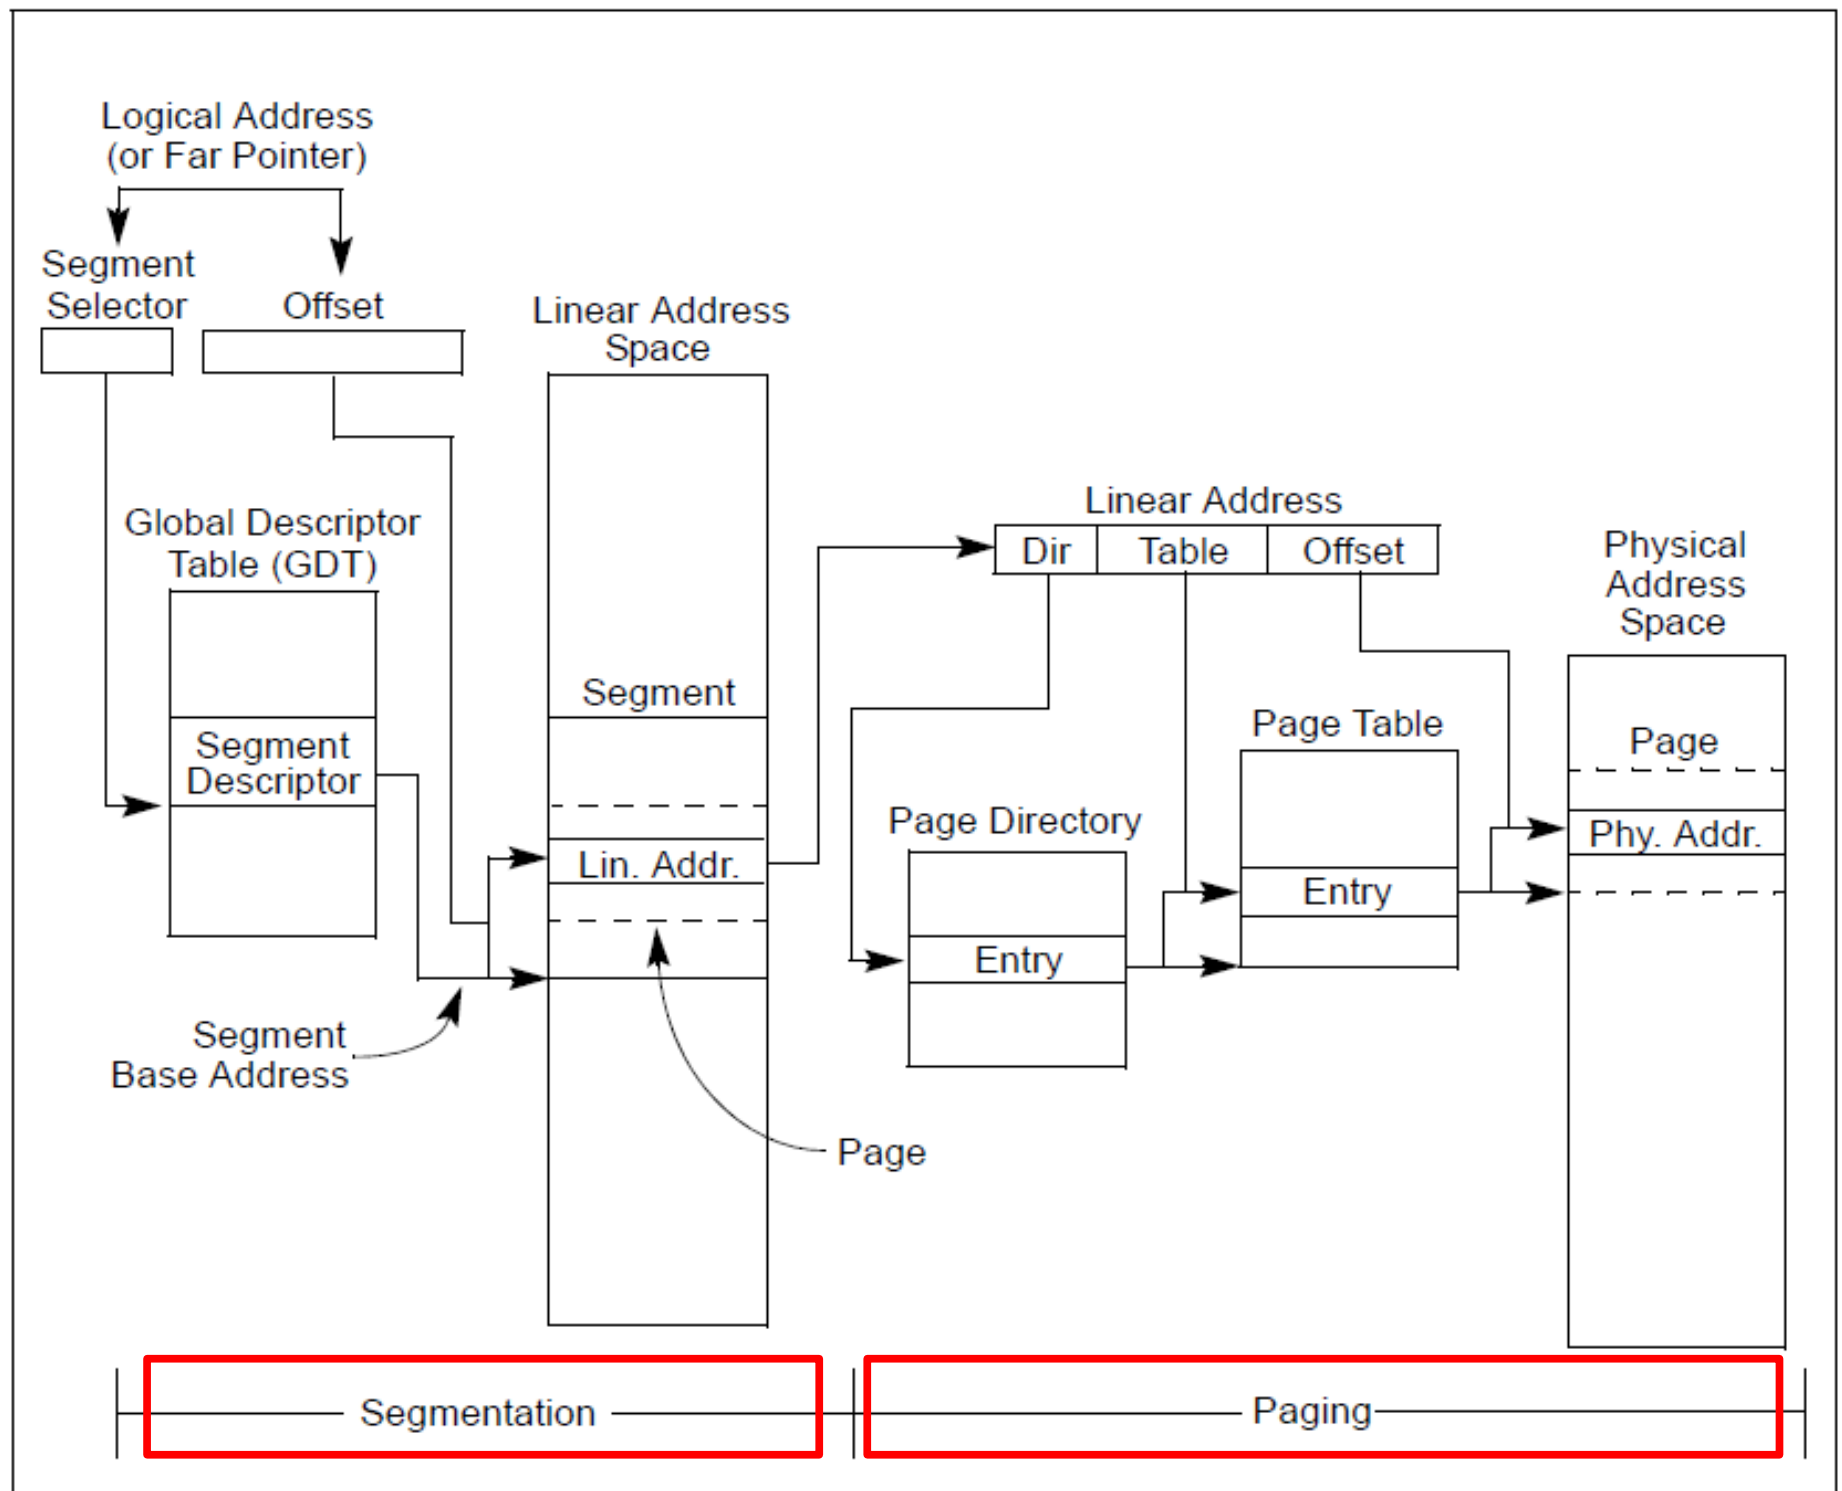 Logical Address
(or Far Pointer)
Segment
Selector
Offset
Linear Address
Space
Global Descriptor
Table (GDT)
Segment
Descriptor
Segment
Lin. Addr.
Segment
Base Address
Page
Linear Address
Dir
Table
Offset
Page Directory
Entry
Page Table
Entry
Physical
Address
Space
Page
Phy. Addr.
Segmentation
Paging